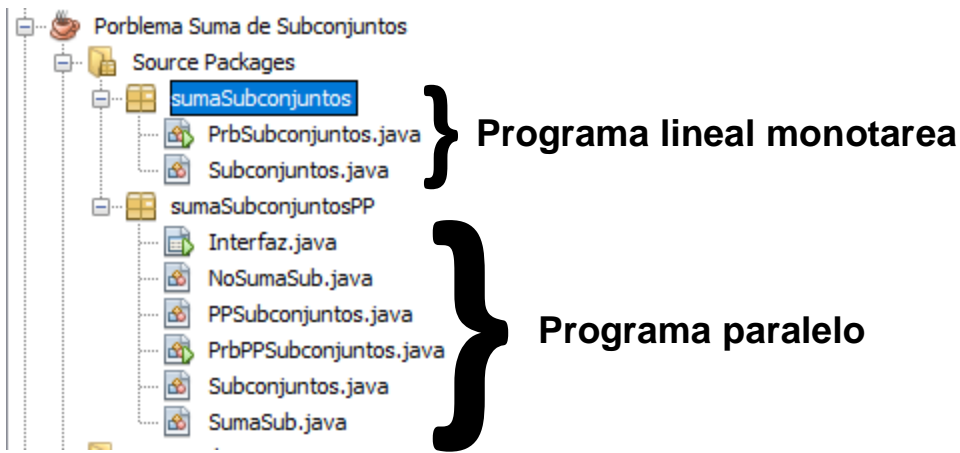 Porblema Suma de Subconjuntos
Source Packages
sumaSubconjuntos
PrbSubconjuntos.java
Programa lineal monotarea
Subconjuntos.java
sumaSubconjuntosPP
Interfaz.java
NoSumaSub.java
PPSubconjuntos.java
Programa paralelo
PrbPPSubconjuntos.java
Subconjuntos.java
SumaSub.java